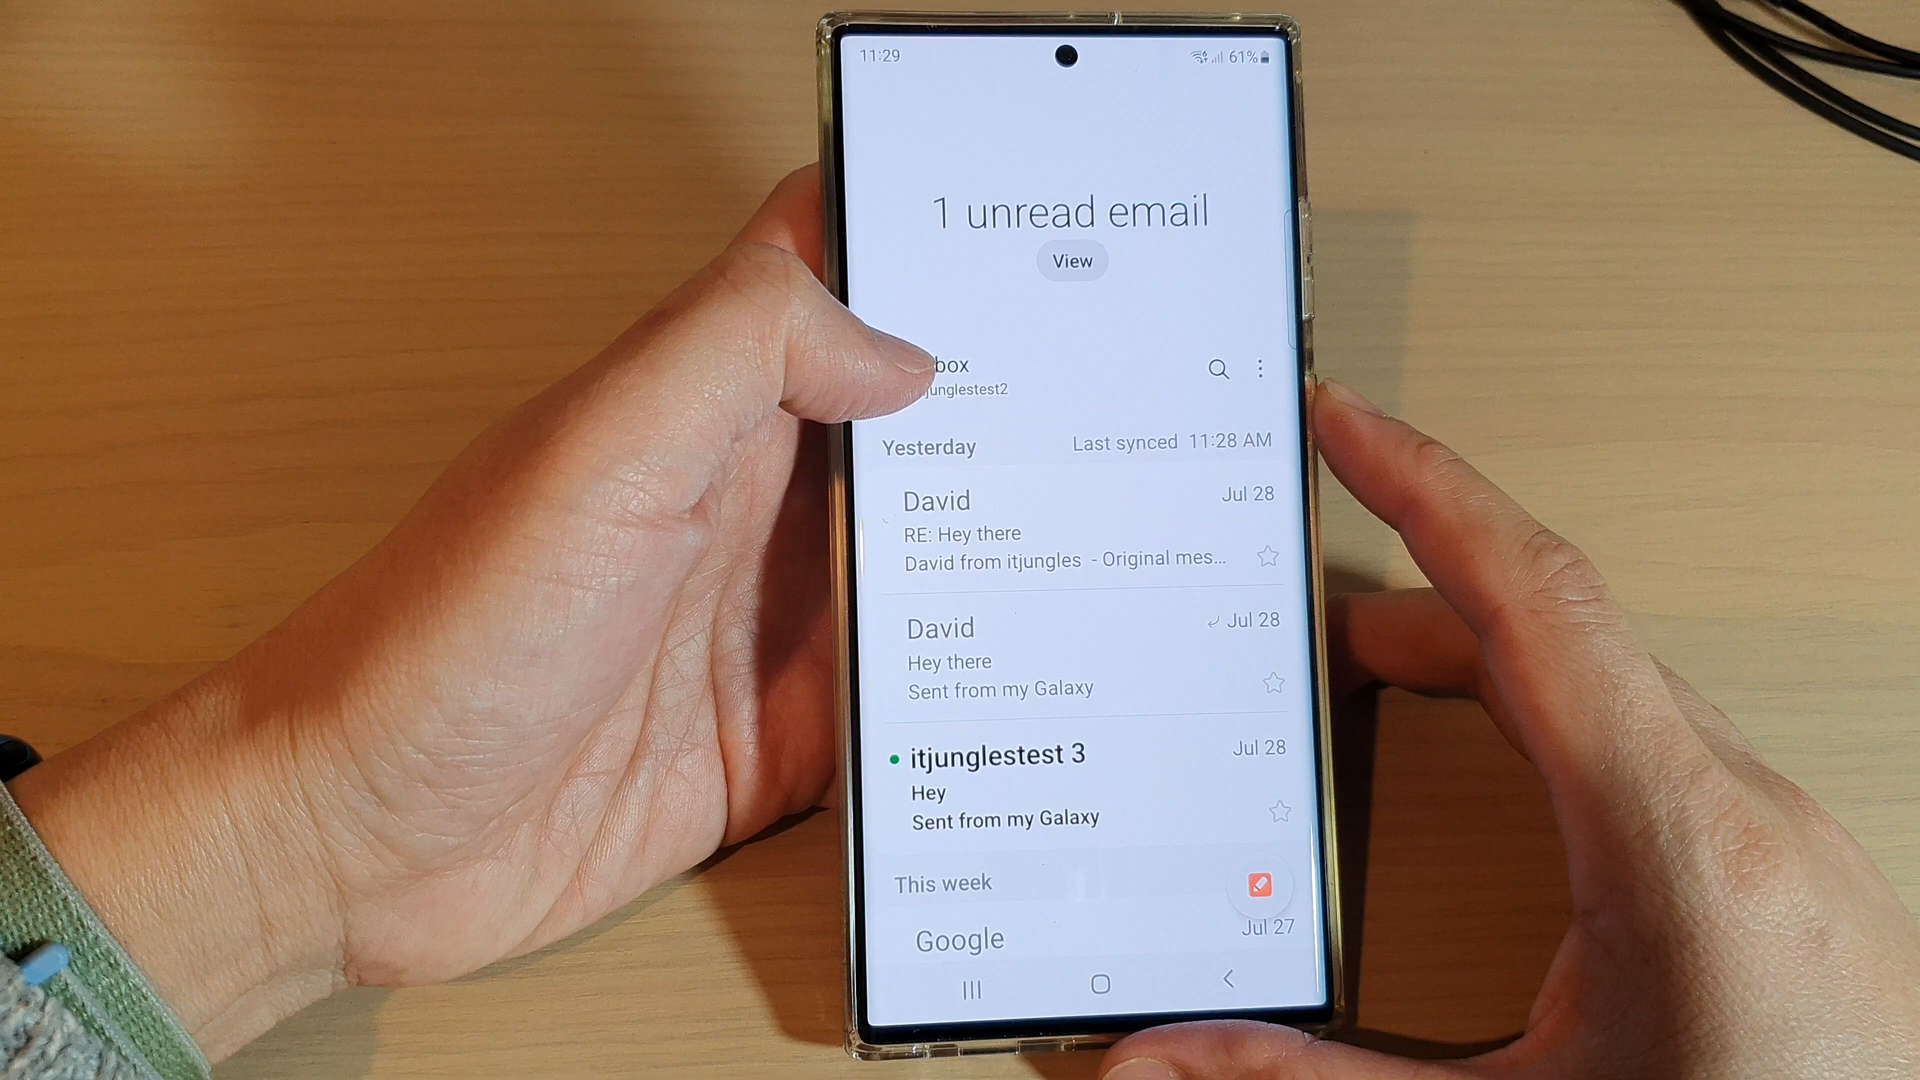 11:29
61%
1 unread email
View
box
junglestest2
Yesterday
Last synced 11:28 AM
David
Jul 28
RE: Hey there
David from itjungles - Original mes...
David
Jul 28
Hey there
Sent from my Galaxy
itjunglestest 3
Jul 28
Hey
Sent from my Galaxy
This week
Google
Jul 27